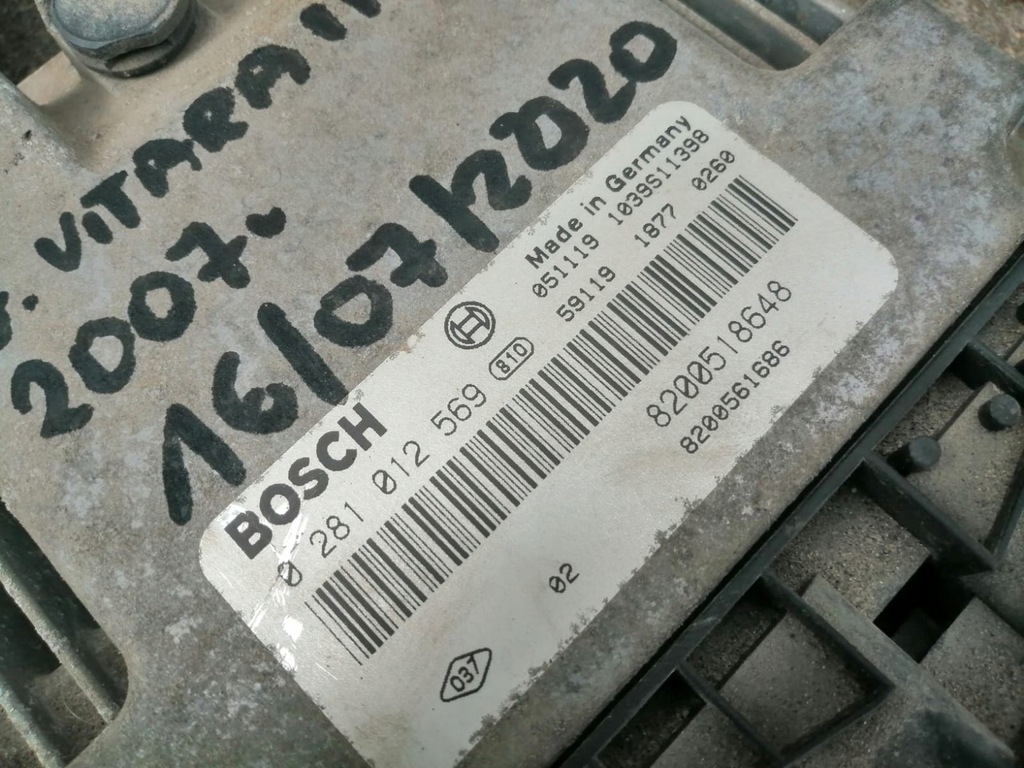 VITARA
2007.
16/07/2020
Made in Germany
051119 1039S11398
59119 1877 0260
BOSCH
S10
0 281 012 569
8200518648
8200561686
02
037